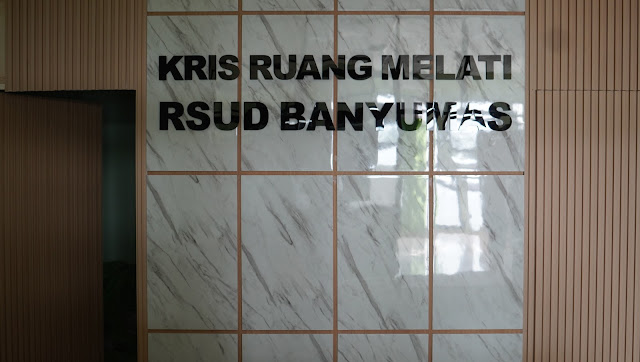 KRIS RUANG MELATI
RSUD BANYUMAS